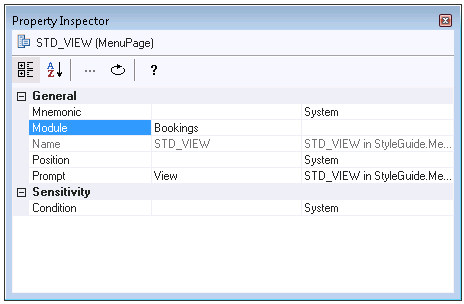 Property Inspector
STD_VIEW (MenuPage)
A Z ... ?
General
Mnemonic System
Module Bookings
Name STD_VIEW STD_VIEW in StyleGuide.Me...
Position System
Prompt View STD_VIEW in StyleGuide.Me...
Sensitivity
Condition System